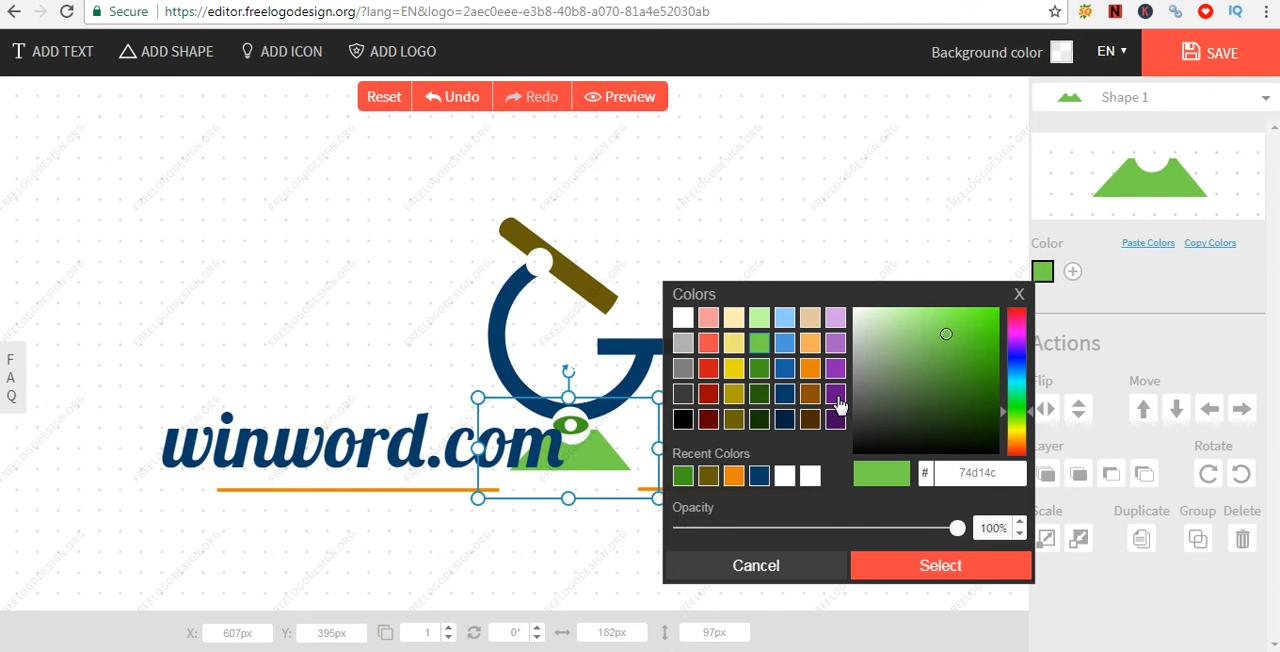 Secure https://editor.freelogodesign.org/?lang=EN&logo=2aec0eee-e3b8-40b8-a070-81a4e52030ab
T ADD TEXT ADD SHAPE ADD ICON ADD LOGO Background color EN SAVE
Reset Undo Redo Preview
Shape 1
FREELOGODESIGN.ORG
Color Paste Colors Copy Colors
Colors X
Actions
F
A
Q
Flip Move
winword.com
Layer Rotate
Recent Colors
# 74d14c
Opacity
Scale Duplicate Group Delete
100%
Cancel Select
X: 607px Y: 395px 1 0° 182px 97px